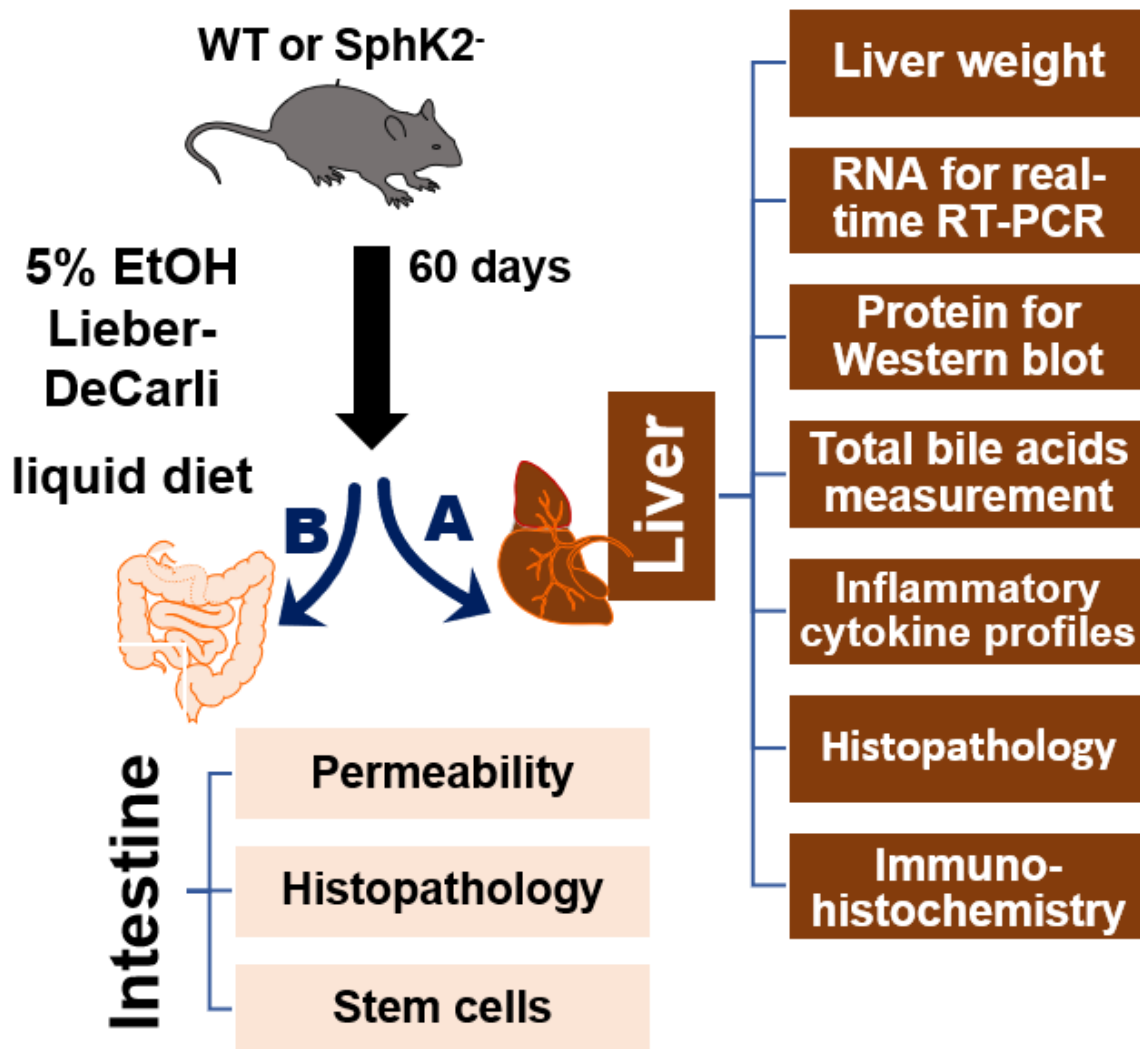 WT or SphK2-
5% EtOH
Lieber-
DeCarli
liquid diet
60 days
B
A
Liver
Liver weight
RNA for real-
time RT-PCR
Protein for
Western blot
Total bile acids
measurement
Inflammatory
cytokine profiles
Histopathology
Immuno-
histochemistry
Intestine
Permeability
Histopathology
Stem cells